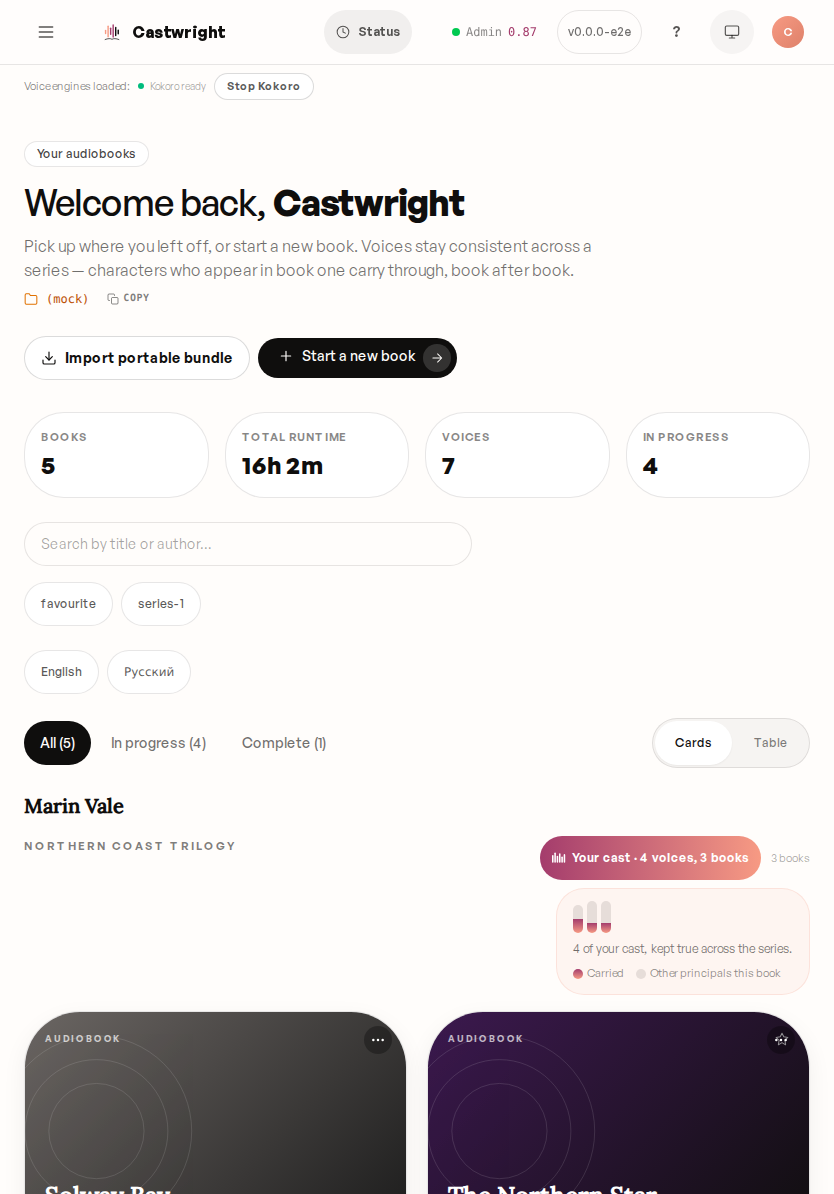 Castwright
Status
Admin 0.87
v0.0.0-e2e
?
C
Voice engines loaded: Kokoro ready Stop Kokoro
Your audiobooks
Welcome back, Castwright
Pick up where you left off, or start a new book. Voices stay consistent across a
series — characters who appear in book one carry through, book after book.
(mock) COPY
Import portable bundle
Start a new book
BOOKS
5
TOTAL RUNTIME
16h 2m
VOICES
7
IN PROGRESS
4
Search by title or author...
favourite series-1
English Русский
All (5) In progress (4) Complete (1)
Cards Table
Marin Vale
NORTHERN COAST TRILOGY
Your cast · 4 voices, 3 books
3 books
4 of your cast, kept true across the series.
Carried Other principals this book
AUDIOBOOK
Solway Bay
AUDIOBOOK
The Northern Star